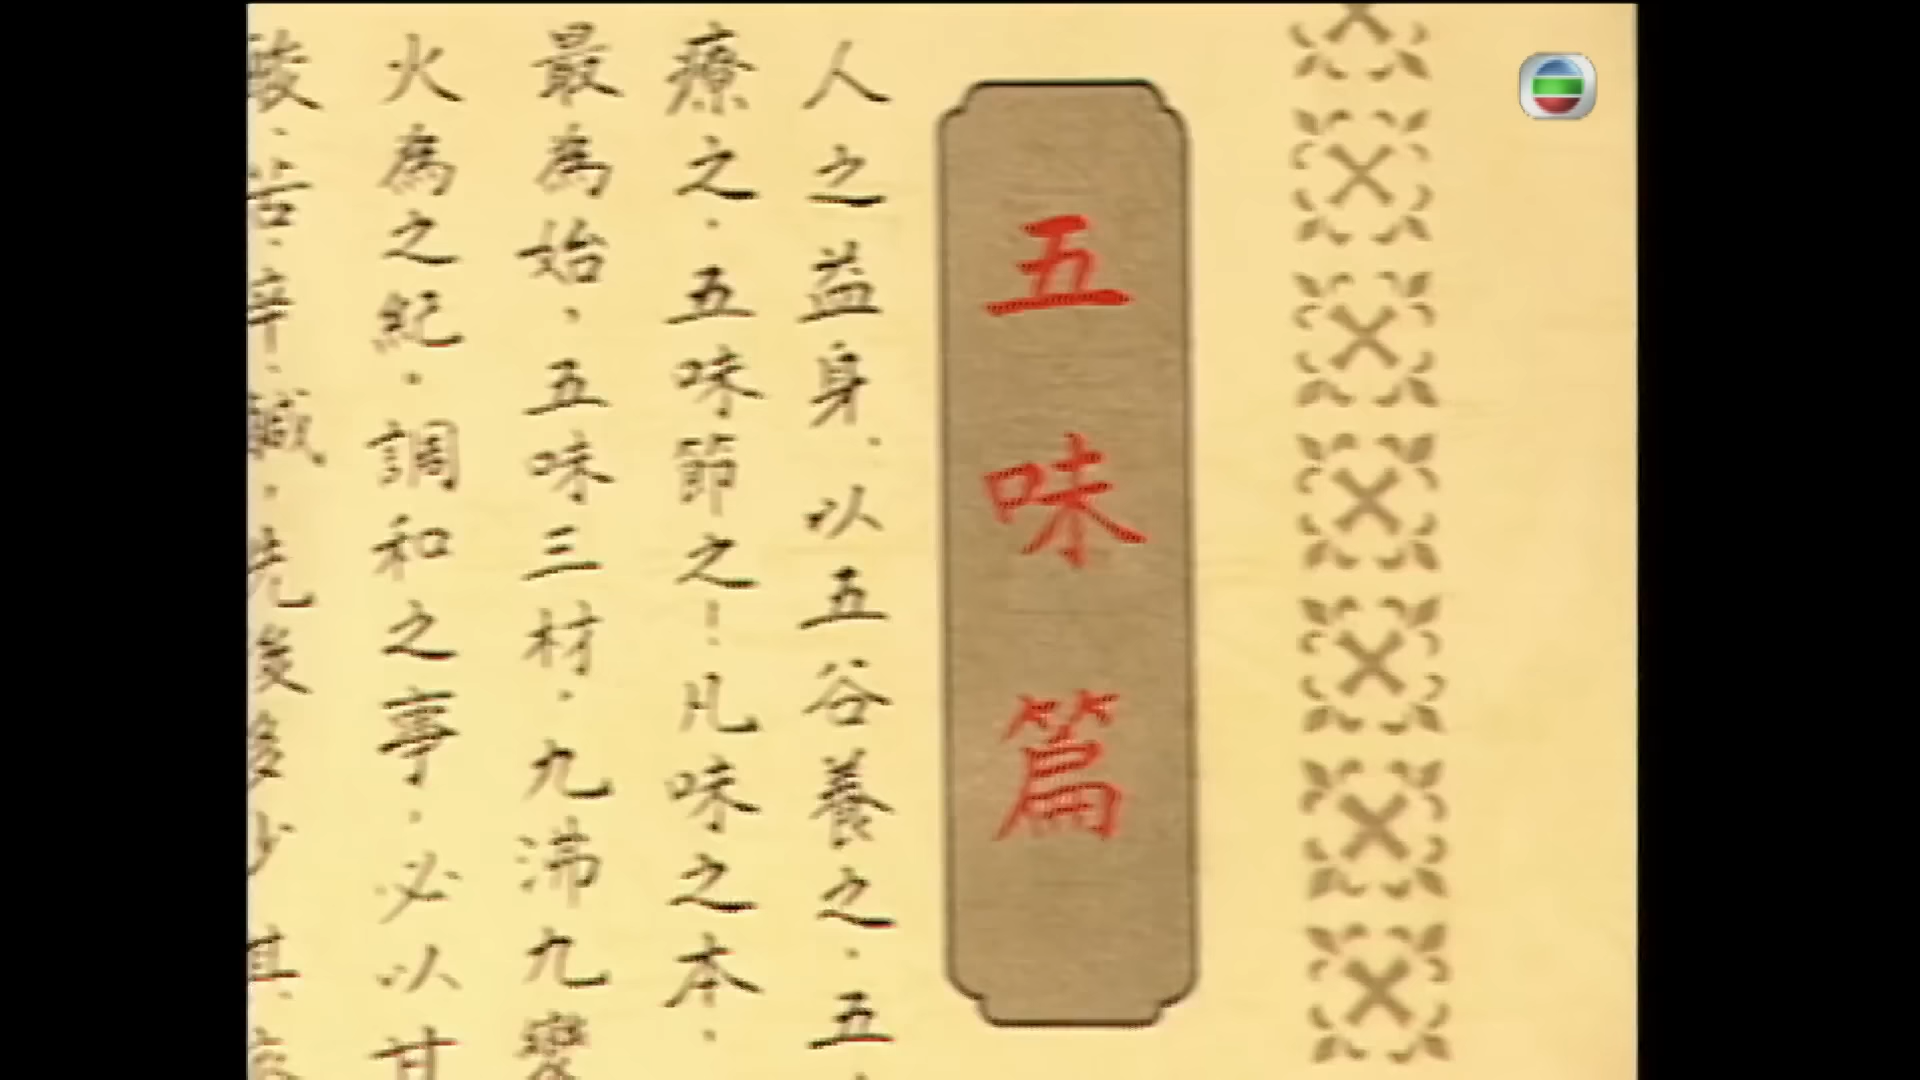 五味篇
人之益身、以五谷養之．五
療之．五味節之！凡味之本．
最為始，五味三材．九沸九變
火為之紀．調和之事．必以甘
酸．苦．辛．鹹．先後多少．其．